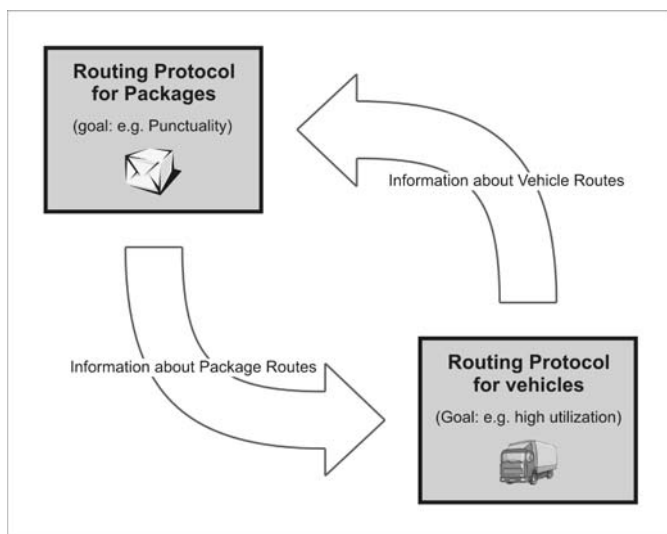 Routing Protocol
for Packages
(goal: e.g. Punctuality)
Information about Vehicle Routes
Information about Package Routes
Routing Protocol
for vehicles
(Goal: e.g. high utilization)